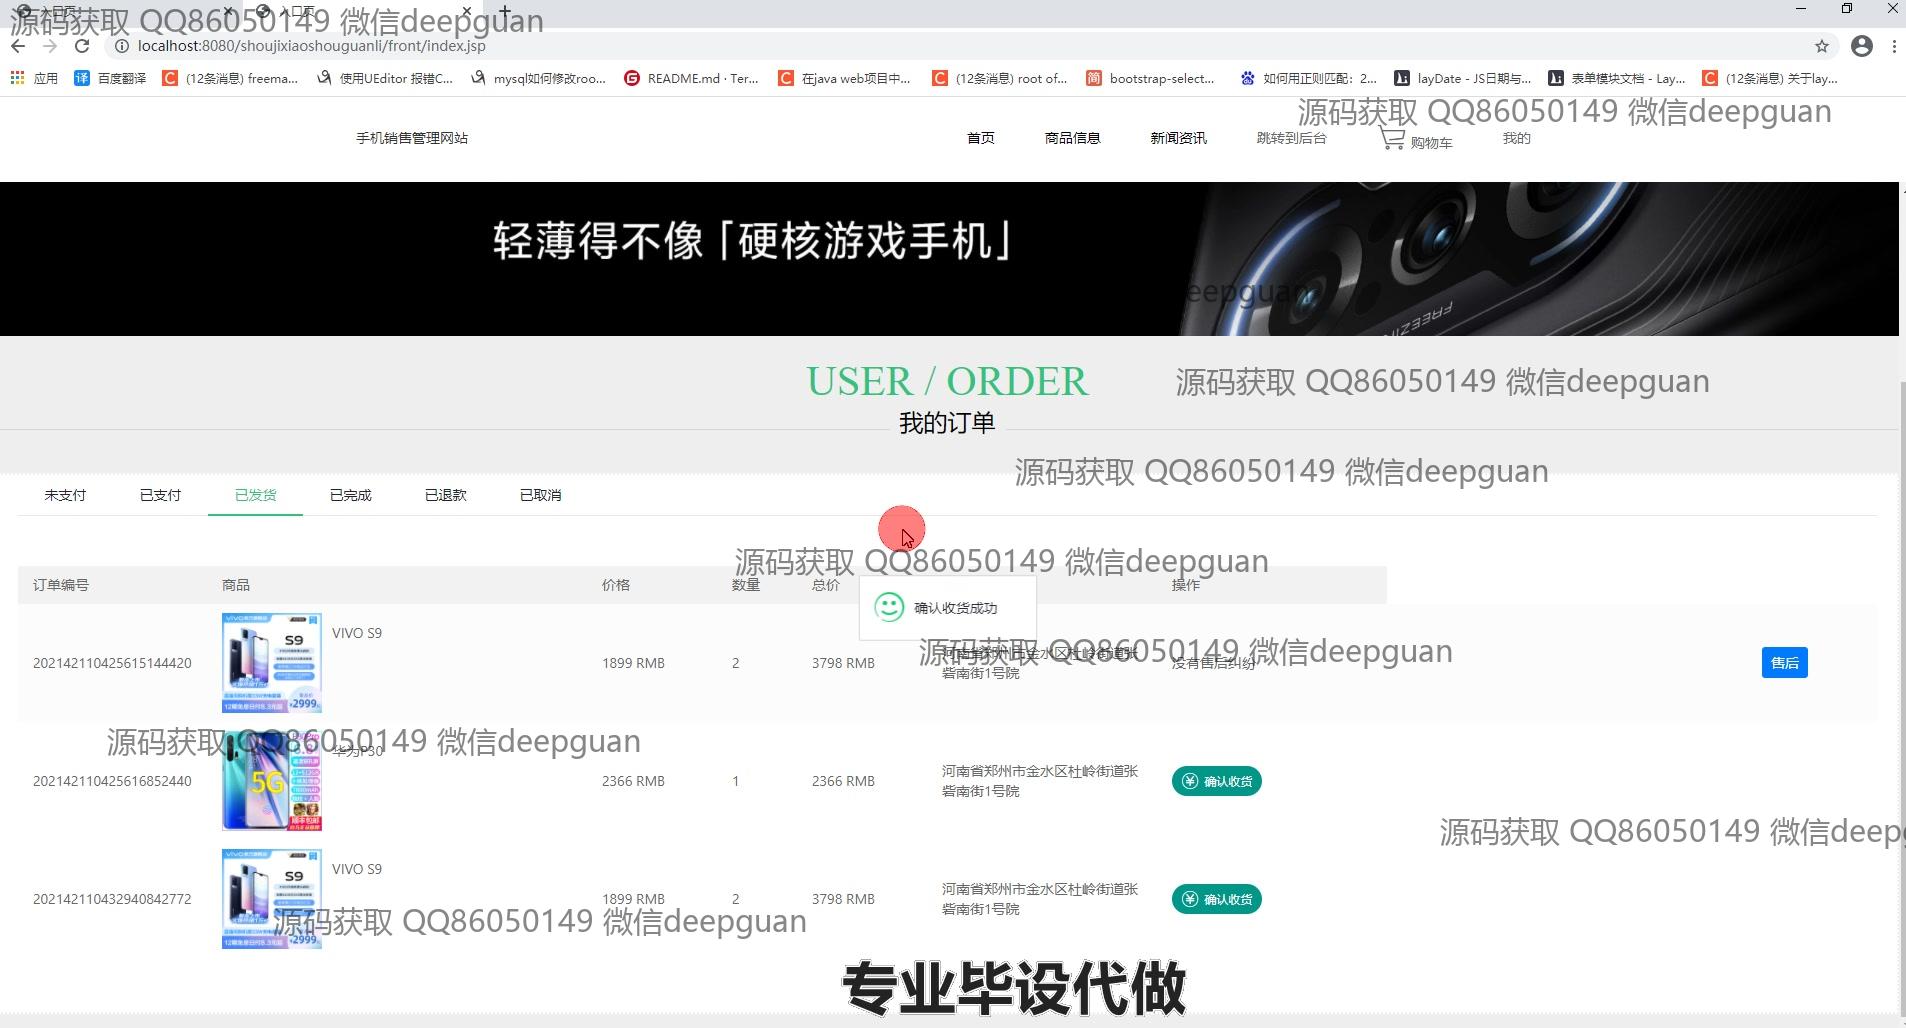 源码获取 QQ86050149 微信deepguan
localhost:8080/shoujixiaoshouguanli/front/index.jsp
应用
百度翻译
(12条消息) freema...
使用UEditor 报错C...
mysql如何修改roo...
README.md · Ter...
在java web项目中...
(12条消息) root of...
bootstrap-select...
如何用正则匹配：2...
layDate - JS日期与...
表单模块文档 - Lay...
(12条消息) 关于lay...
源码获取 QQ86050149 微信deepguan
手机销售管理网站
首页
商品信息
新闻资讯
跳转到后台
购物车
我的
轻薄得不像「硬核游戏手机」
eepguan
USER / ORDER
源码获取 QQ86050149 微信deepguan
我的订单
源码获取 QQ86050149 微信deepguan
未支付
已支付
已发货
已完成
已退款
已取消
源码获取 QQ86050149 微信deepguan
订单编号
商品
价格
数量
总价
操作
确认收货成功
VIVO S9
202142110425615144420
1899 RMB
2
3798 RMB
河南省郑州市金水区杜岭街道张
砦南街1号院
没有售后纠纷
售后
源码获取 QQ86050149 微信deepguan
S9
2999
源码获取 QQ86050149 微信deepguan
华为P30
5G
202142110425616852440
2366 RMB
1
2366 RMB
河南省郑州市金水区杜岭街道张
砦南街1号院
确认收货
源码获取 QQ86050149 微信deepg
VIVO S9
S9
2999
202142110432940842772
1899 RMB
2
3798 RMB
河南省郑州市金水区杜岭街道张
砦南街1号院
确认收货
源码获取 QQ86050149 微信deepguan
专业毕设代做